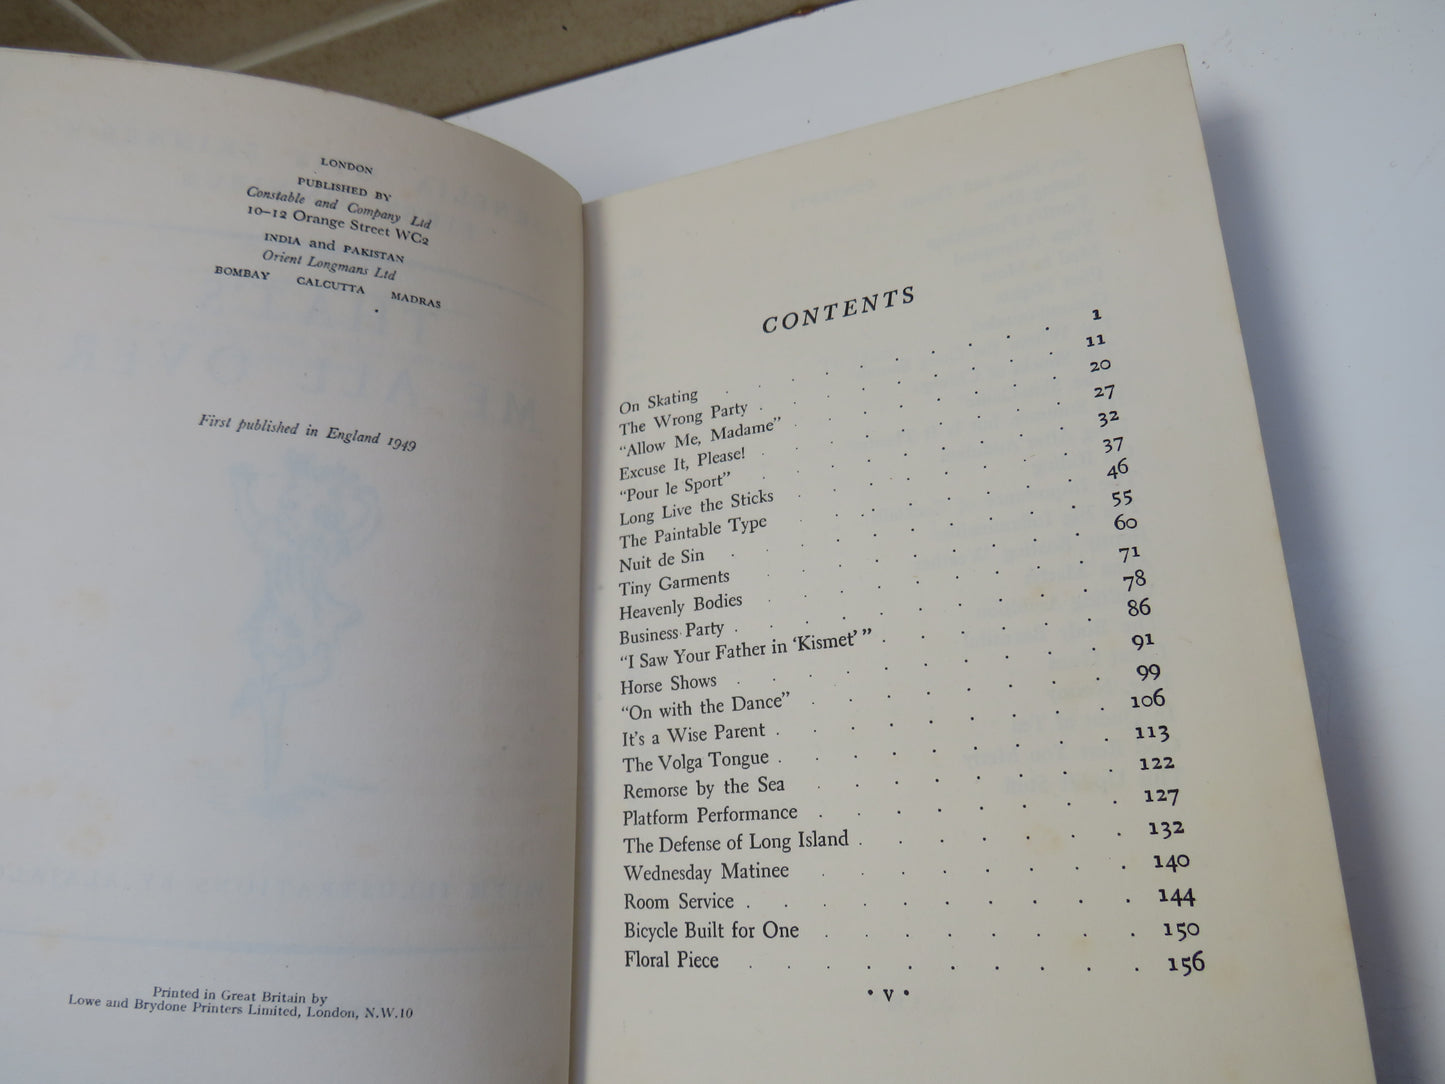 LONDON
PUBLISHED BY
Constable and Company Ltd
10–12 Orange Street WC2
INDIA and PAKISTAN
Orient Longmans Ltd
BOMBAY CALCUTTA MADRAS
First published in England 1949
Printed in Great Britain by
Lowe and Brydone Printers Limited, London, N.W.10
CONTENTS
On Skating . . . . . . . . . . 1
The Wrong Party . . . . . . . . . 11
“Allow Me, Madame” . . . . . . . . 20
Excuse It, Please! . . . . . . . . . 27
“Pour le Sport” . . . . . . . . . 32
Long Live the Sticks . . . . . . . . 37
The Paintable Type . . . . . . . . 46
Nuit de Sin . . . . . . . . . . 55
Tiny Garments . . . . . . . . . 60
Heavenly Bodies . . . . . . . . . 71
Business Party . . . . . . . . . 78
“I Saw Your Father in ‘Kismet’ ” . . . . . . 86
Horse Shows . . . . . . . . . 91
“On with the Dance” . . . . . . . . 99
It's a Wise Parent . . . . . . . . . 106
The Volga Tongue . . . . . . . . . 113
Remorse by the Sea . . . . . . . . 122
Platform Performance . . . . . . . . 127
The Defense of Long Island . . . . . . . 132
Wednesday Matinee . . . . . . . . 140
Room Service . . . . . . . . . . 144
Bicycle Built for One . . . . . . . . 150
Floral Piece . . . . . . . . . . 156
• v •